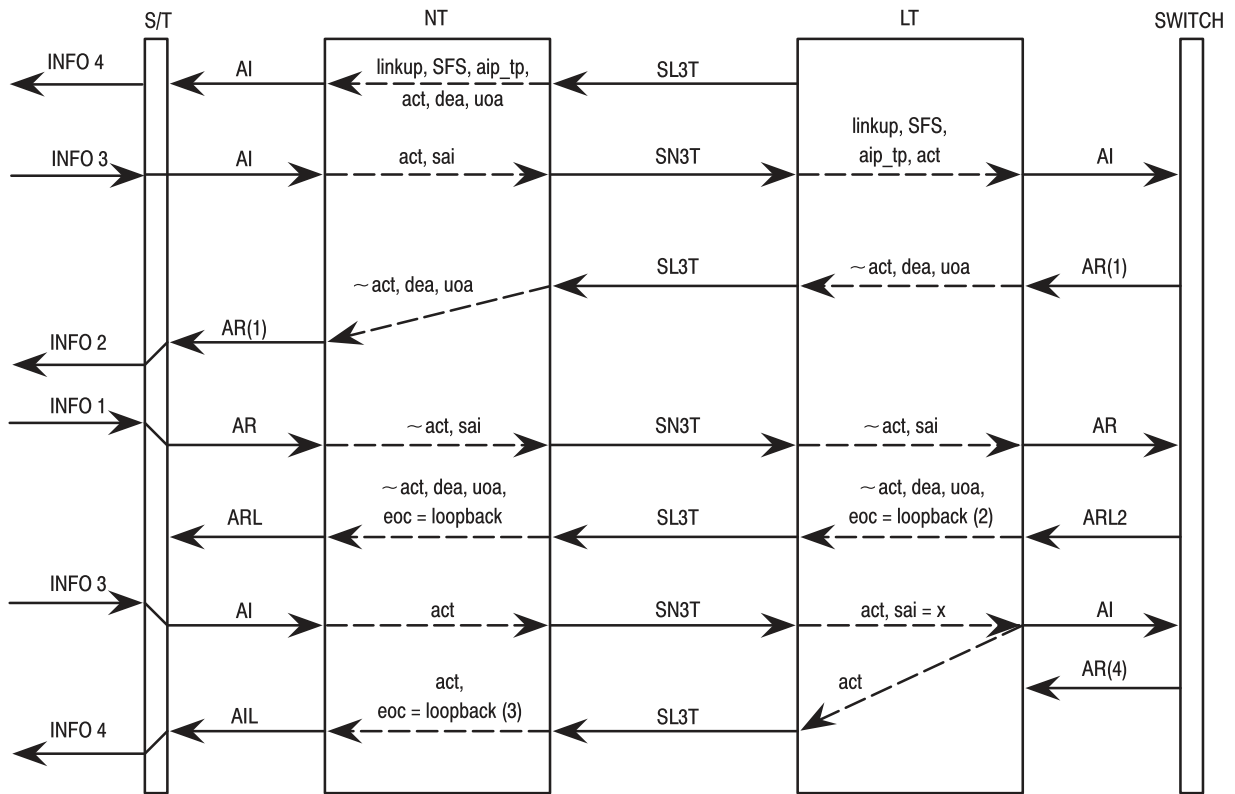 S/T NT LT SWITCH
INFO 4 AI linkup, SFS, aip_tp, SL3T
act, dea, uoa
linkup, SFS,
INFO 3 AI act, sai SN3T aip_tp, act AI
~act, dea, uoa SL3T ~act, dea, uoa AR(1)
INFO 2 AR(1)
INFO 1 AR ~act, sai SN3T ~act, sai AR
~act, dea, uoa, ~act, dea, uoa,
ARL eoc = loopback SL3T eoc = loopback (2) ARL2
INFO 3 AI act SN3T act, sai = x AI
act, act AR(4)
INFO 4 AIL eoc = loopback (3) SL3T